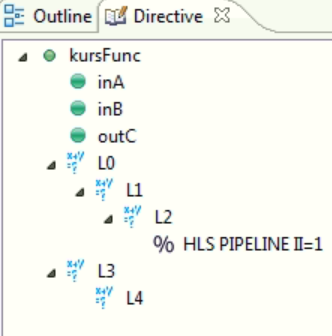 Outline Directive
kursFunc
inA
inB
outC
L0
L1
L2
% HLS PIPELINE II=1
L3
L4